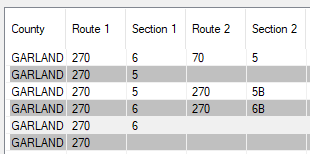 County Route 1 Section 1 Route 2 Section 2
GARLAND 270 6 70 5
GARLAND 270 5
GARLAND 270 5 270 5B
GARLAND 270 6 270 6B
GARLAND 270 6
GARLAND 270